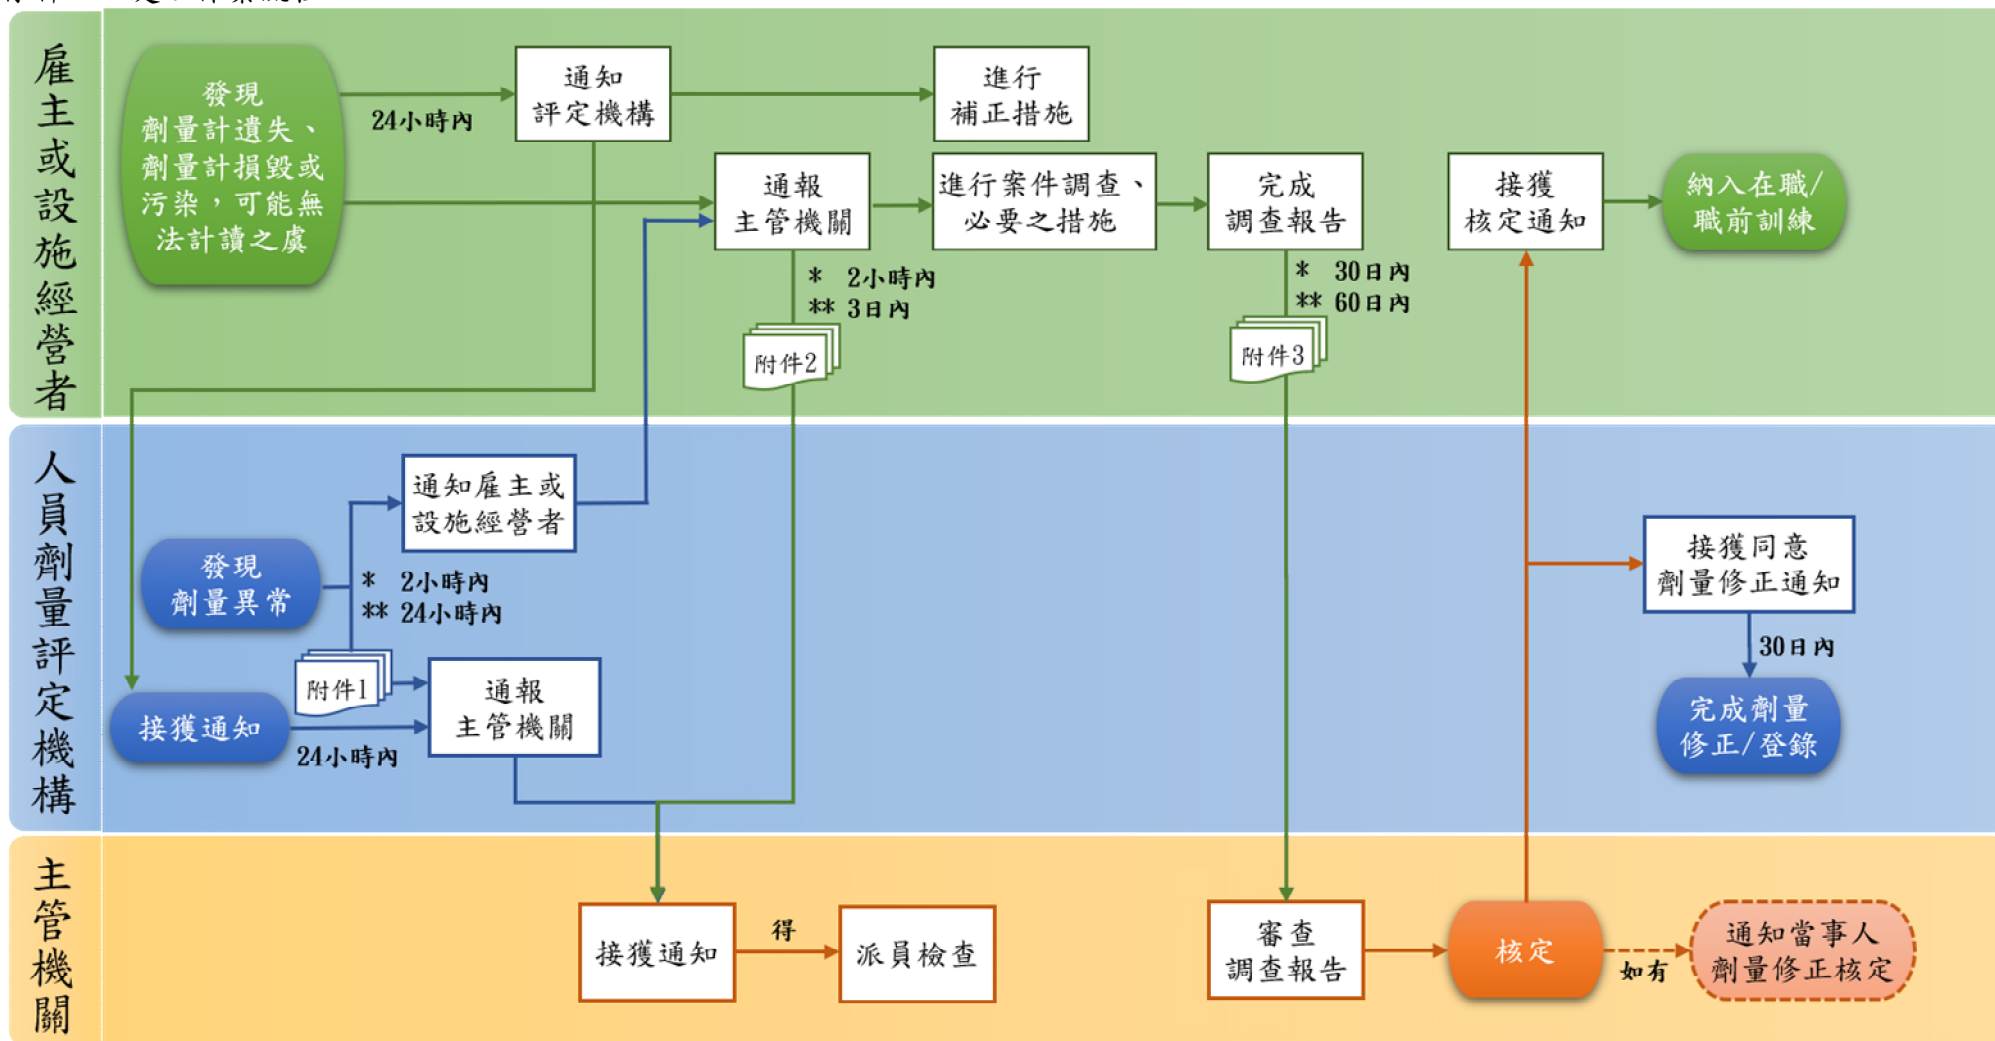 雇主或設施經營者
發現
劑量計遺失、
劑量計損毀或
污染，可能無
法計讀之虞
24小時內
通知
評定機構
進行
補正措施
通報
主管機關
* 2小時內
** 3日內
附件2
進行案件調查、
必要之措施
完成
調查報告
* 30日內
** 60日內
附件3
接獲
核定通知
納入在職/
職前訓練
人員劑量評定機構
發現
劑量異常
* 2小時內
** 24小時內
通知雇主或
設施經營者
附件1
接獲通知
24小時內
通報
主管機關
接獲同意
劑量修正通知
30日內
完成劑量
修正/登錄
主管機關
接獲通知
得
派員檢查
審查
調查報告
核定
如有
通知當事人
劑量修正核定